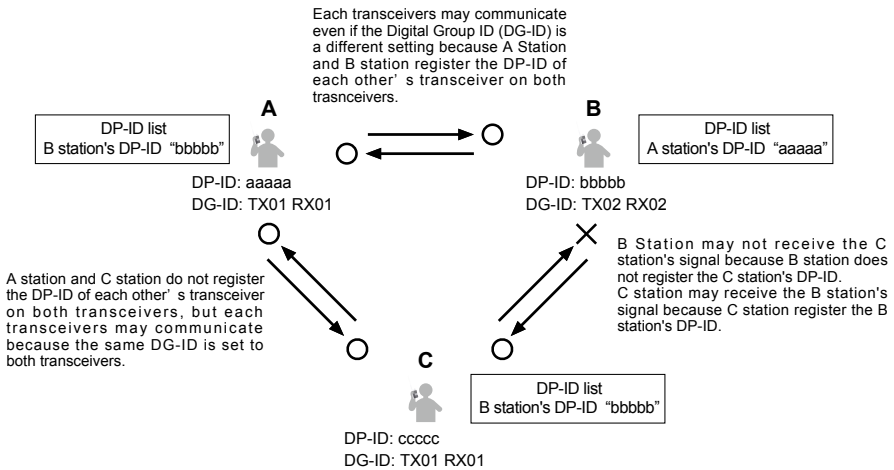 Each transceivers may communicate
even if the Digital Group ID (DG-ID) is
a different setting because A Station
and B station register the DP-ID of
each other’ s transceiver on both
trasnceivers.
A
DP-ID list
B station's DP-ID “bbbbb”
DP-ID: aaaaa
DG-ID: TX01 RX01
B
DP-ID list
A station's DP-ID “aaaaa”
DP-ID: bbbbb
DG-ID: TX02 RX02
B Station may not receive the C
station's signal because B station does
not register the C station's DP-ID.
C station may receive the B station's
signal because C station register the B
station's DP-ID.
A station and C station do not register
the DP-ID of each other’ s transceiver
on both transceivers, but each
transceivers may communicate
because the same DG-ID is set to
both transceivers.
C
DP-ID list
B station's DP-ID “bbbbb”
DP-ID: ccccc
DG-ID: TX01 RX01